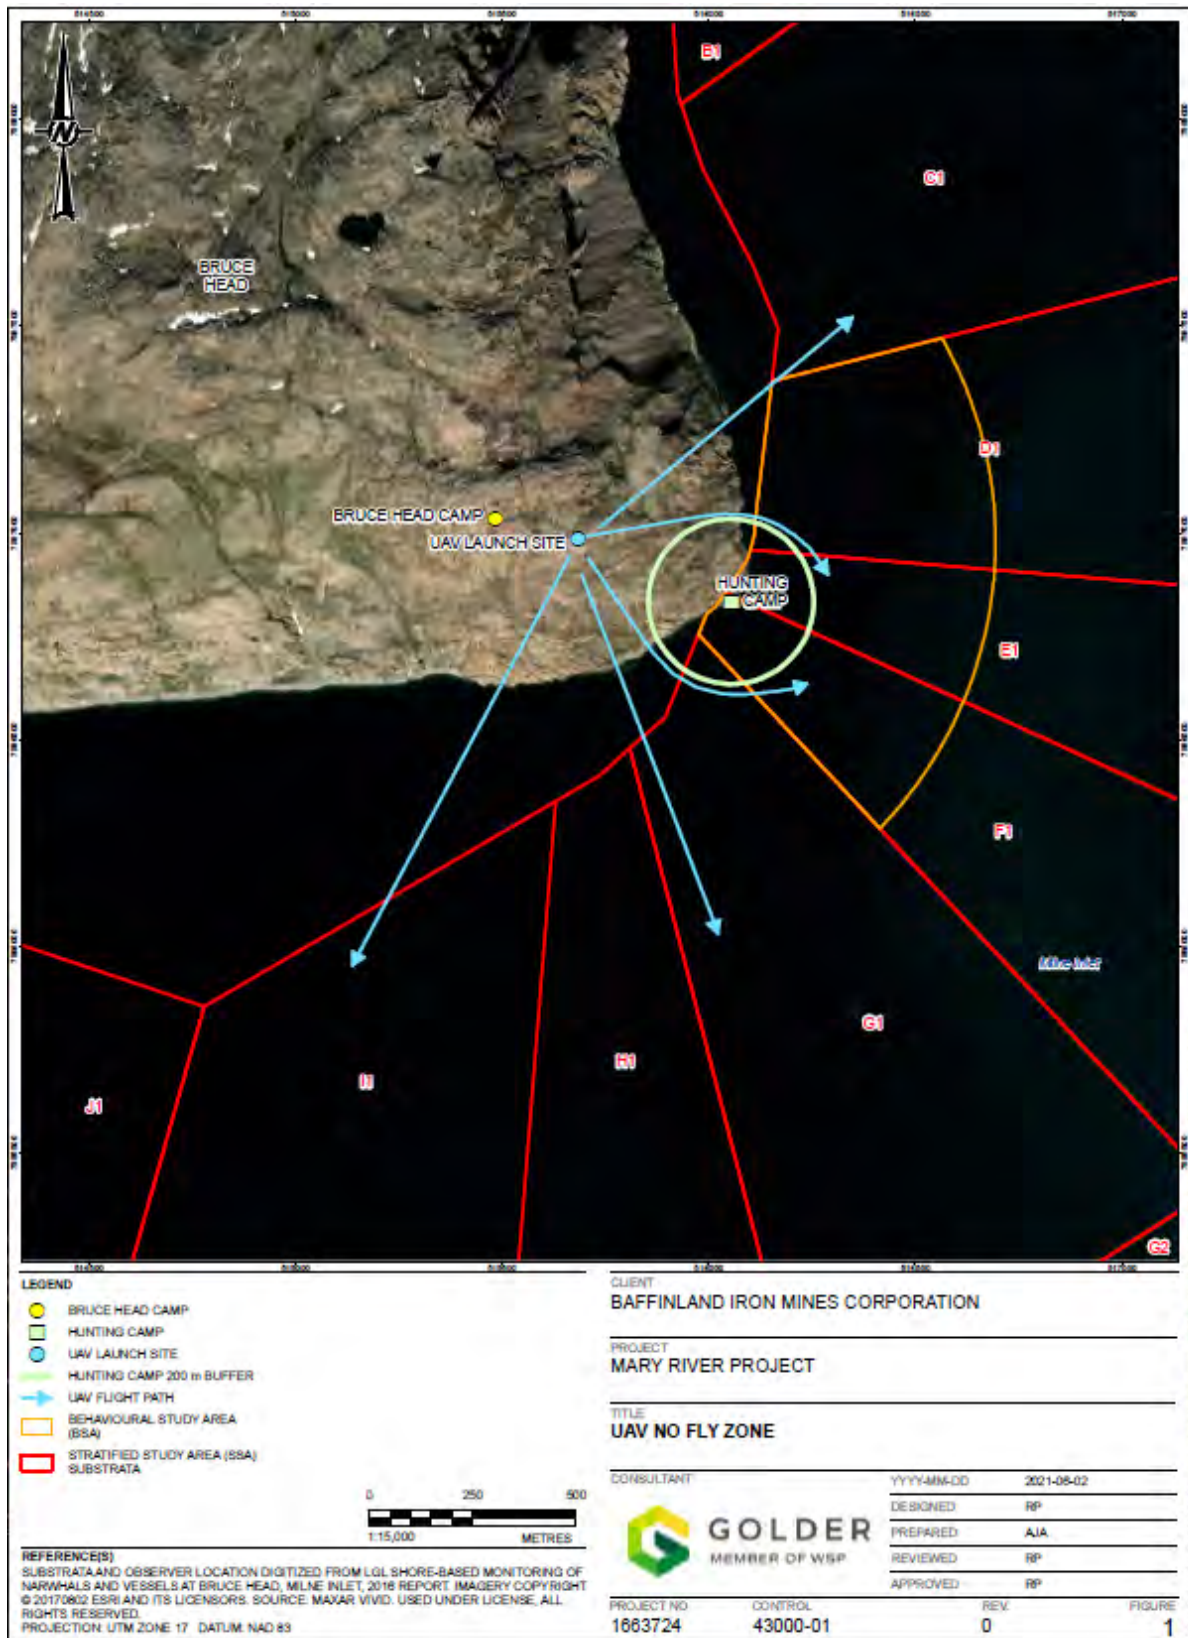 514500 515000 515500 516000 516500 517000
N
B1
C1
BRUCE
HEAD
D1
BRUCE HEAD CAMP
UAV LAUNCH SITE
HUNTING
CAMP
E1
F1
Milne Inlet
G1
H1
I1
J1
G2
LEGEND
BRUCE HEAD CAMP
HUNTING CAMP
UAV LAUNCH SITE
HUNTING CAMP 200 m BUFFER
UAV FLIGHT PATH
BEHAVIOURAL STUDY AREA
(BSA)
STRATIFIED STUDY AREA (SSA)
SUBSTRATA
0 250 500
1:15,000 METRES
REFERENCE(S)
SUBSTRATA AND OBSERVER LOCATION DIGITIZED FROM LGL SHORE-BASED MONITORING OF
NARWHALS AND VESSELS AT BRUCE HEAD, MILNE INLET, 2016 REPORT. IMAGERY COPYRIGHT
© 20170802 ESRI AND ITS LICENSORS. SOURCE: MAXAR VIVID. USED UNDER LICENSE, ALL
RIGHTS RESERVED.
PROJECTION: UTM ZONE 17 DATUM: NAD 83
CLIENT
BAFFINLAND IRON MINES CORPORATION
PROJECT
MARY RIVER PROJECT
TITLE
UAV NO FLY ZONE
CONSULTANT
GOLDER
MEMBER OF WSP
YYYY-MM-DD 2021-06-02
DESIGNED RP
PREPARED AJA
REVIEWED RP
APPROVED RP
PROJECT NO CONTROL REV. FIGURE
1663724 43000-01 0 1